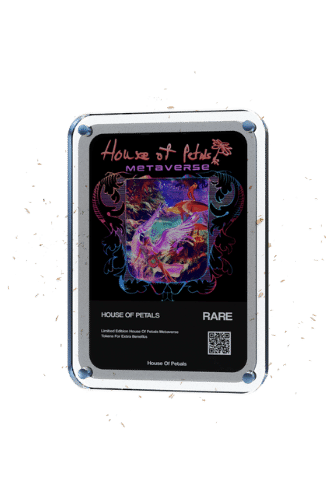 House of Petals
METAVERSE
HOUSE OF PETALS
RARE
Limited Edition House Of Petals Metaverse
Tokens For Extra Benefits
House Of Petals